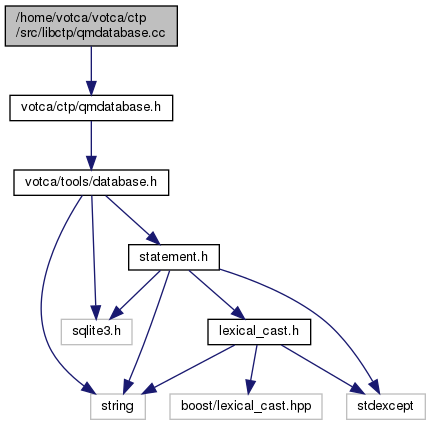 /home/votca/votca/ctp
/src/libctp/qmdatabase.cc
votca/ctp/qmdatabase.h
votca/tools/database.h
statement.h
sqlite3.h
lexical_cast.h
string
boost/lexical_cast.hpp
stdexcept